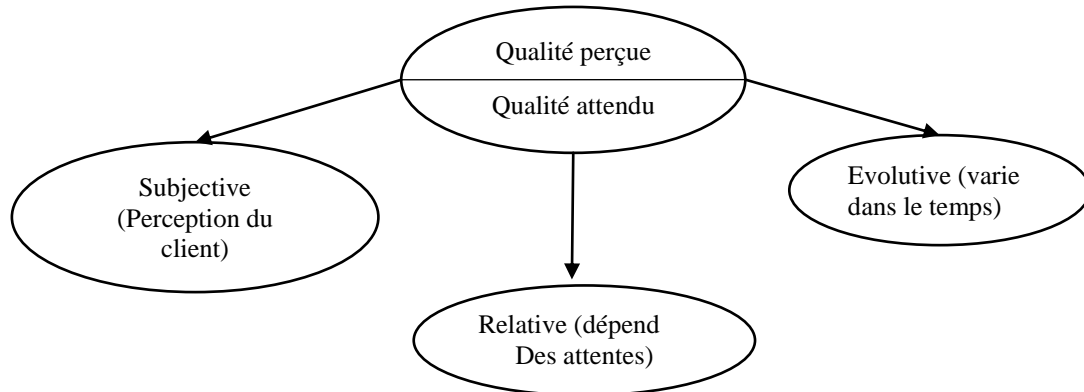 Qualité perçue
Qualité attendu
Subjective
(Perception du
client)
Evolutive (varie
dans le temps)
Relative (dépend
Des attentes)